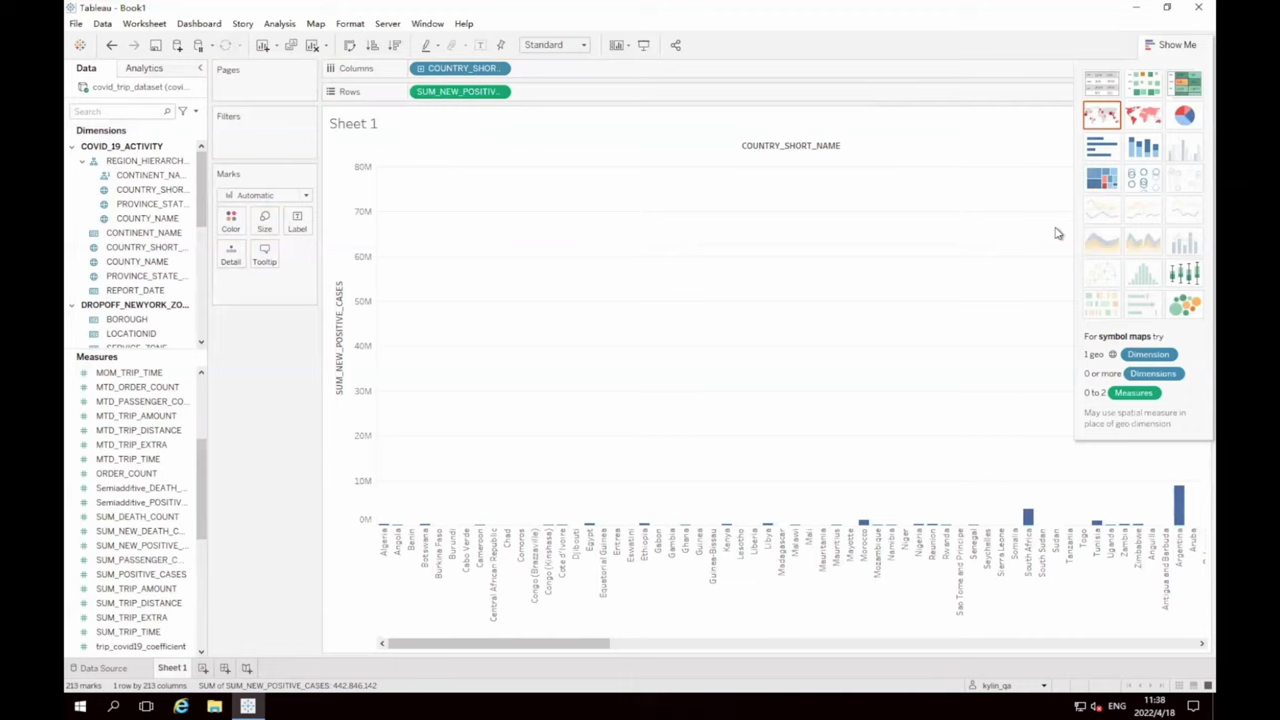 Tableau - Book1
File Data Worksheet Dashboard Story Analysis Map Format Server Window Help
Standard
Show Me
Data Analytics
covid_trip_dataset (covi...
Search
Dimensions
COVID_19_ACTIVITY
REGION_HIERARCH...
CONTINENT_NA...
COUNTRY_SHOR...
PROVINCE_STAT...
COUNTY_NAME
CONTINENT_NAME
COUNTRY_SHORT_...
COUNTY_NAME
PROVINCE_STATE_...
REPORT_DATE
DROPOFF_NEWYORK_ZO...
BOROUGH
LOCATIONID
SERVICE_ZONE
Measures
MOM_TRIP_TIME
MTD_ORDER_COUNT
MTD_PASSENGER_CO...
MTD_TRIP_AMOUNT
MTD_TRIP_DISTANCE
MTD_TRIP_EXTRA
MTD_TRIP_TIME
ORDER_COUNT
Semiadditive_DEATH_...
Semiadditive_POSITIV...
SUM_DEATH_COUNT
SUM_NEW_DEATH_C...
SUM_NEW_POSITIVE_...
SUM_PASSENGER_CO...
SUM_POSITIVE_CASES
SUM_TRIP_AMOUNT
SUM_TRIP_DISTANCE
SUM_TRIP_EXTRA
SUM_TRIP_TIME
trip_covid19_coefficient
Pages
Filters
Marks
Automatic
Color Size Label
Detail Tooltip
Columns COUNTRY_SHOR..
Rows SUM_NEW_POSITIV..
Sheet 1
COUNTRY_SHORT_NAME
SUM_NEW_POSITIVE_CASES
80M
70M
60M
50M
40M
30M
20M
10M
0M
Algeria
Angola
Benin
Botswana
Burkina Faso
Burundi
Cabo Verde
Cameroon
Central African Republic
Chad
Comoros
Congo (Brazzaville)
Congo (Kinshasa)
Cote d'Ivoire
Djibouti
Egypt
Equatorial Guinea
Eritrea
Eswatini
Ethiopia
Gabon
Gambia
Ghana
Guinea
Guinea-Bissau
Kenya
Lesotho
Liberia
Libya
Madagascar
Malawi
Mali
Mauritania
Mauritius
Mayotte
Morocco
Mozambique
Namibia
Niger
Nigeria
Reunion
Rwanda
Sao Tome and Principe
Senegal
Seychelles
Sierra Leone
Somalia
South Africa
South Sudan
Sudan
Tanzania
Togo
Tunisia
Uganda
Zambia
Zimbabwe
Anguilla
Antigua and Barbuda
Argentina
Aruba
For symbol maps try
1 geo Dimension
0 or more Dimensions
0 to 2 Measures
May use spatial measure in
place of geo dimension
Data Source Sheet 1
213 marks 1 row by 213 columns SUM of SUM_NEW_POSITIVE_CASES: 442,846,142
kylin_qa
ENG
11:38
2022/4/18